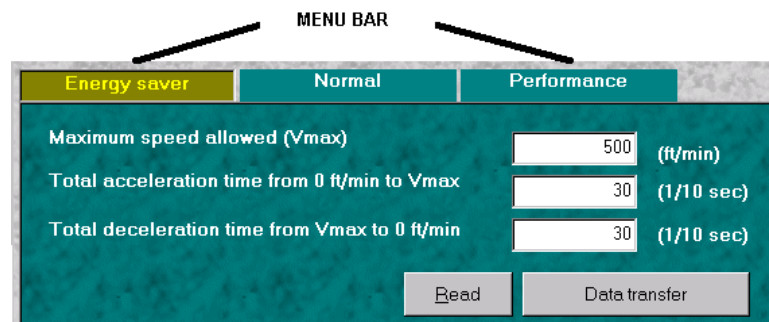 MENU BAR
Energy saver Normal Performance
Maximum speed allowed (Vmax) 500 (ft/min)
Total acceleration time from 0 ft/min to Vmax 30 (1/10 sec)
Total deceleration time from Vmax to 0 ft/min 30 (1/10 sec)
Read Data transfer